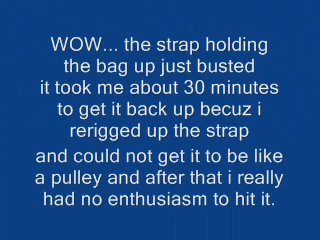 WOW... the strap holding
the bag up just busted
it took me about 30 minutes
to get it back up becuz i
rerigged up the strap
and could not get it to be like
a pulley and after that i really
had no enthusiasm to hit it.